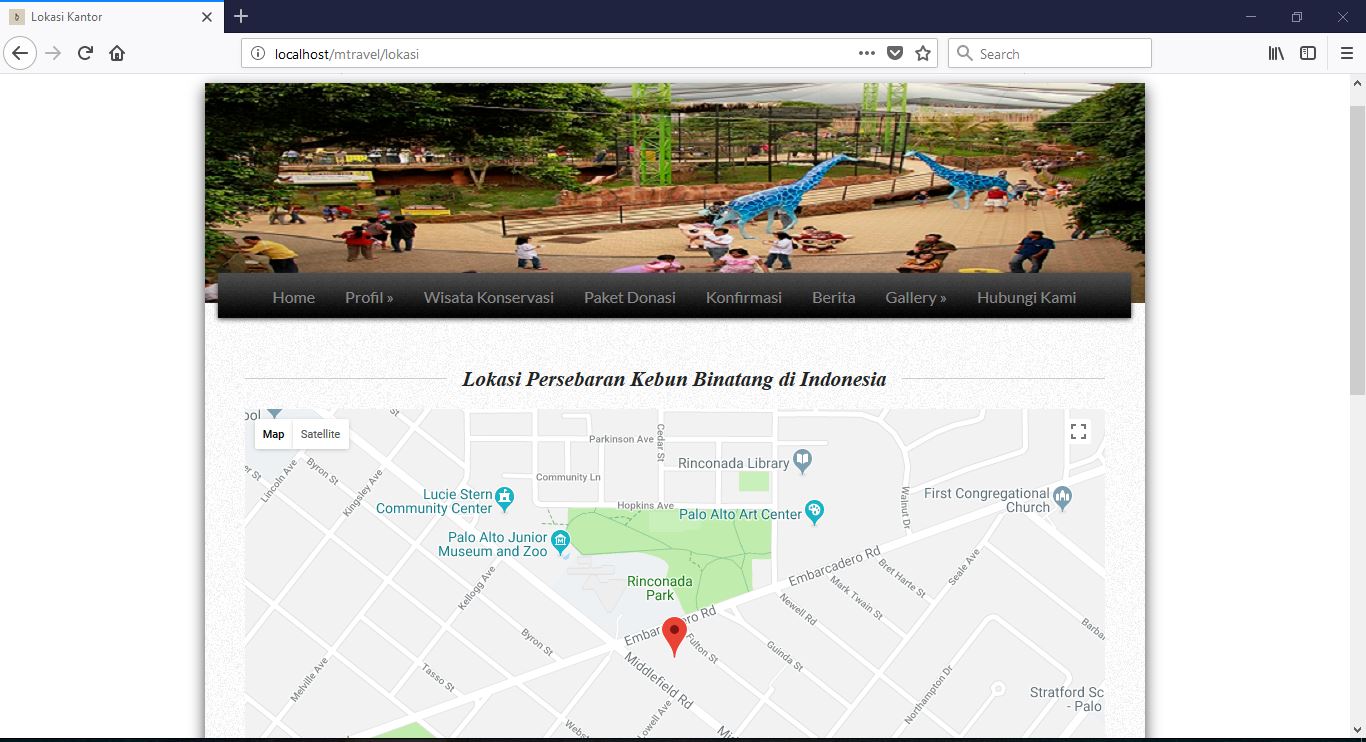 Lokasi Kantor
localhost/mtravel/lokasi
Search
Home Profil » Wisata Konservasi Paket Donasi Konfirmasi Berita Gallery » Hubungi Kami
Lokasi Persebaran Kebun Binatang di Indonesia
ool
Map Satellite
Parkinson Ave
Cedar St
Rinconada Library
Lincoln Ave
Byron St
Kingsley Ave
Community Ln
Lucie Stern
Community Center
Hopkins Ave
Palo Alto Art Center
Walnut Dr
First Congregational
Church
Palo Alto Junior
Museum and Zoo
Embarcadero Rd
Bret Harte St
Seale Ave
Rinconada
Park
Kellogg Ave
Mark Twain St
Newell Rd
Embarcadero Rd
Fulton St
Byron St
Guinda St
Barba
Middlefield Rd
Tasso St
Melville Ave
Northampton Dr
Stratford Sc
- Palo
Lowell Ave
Webs